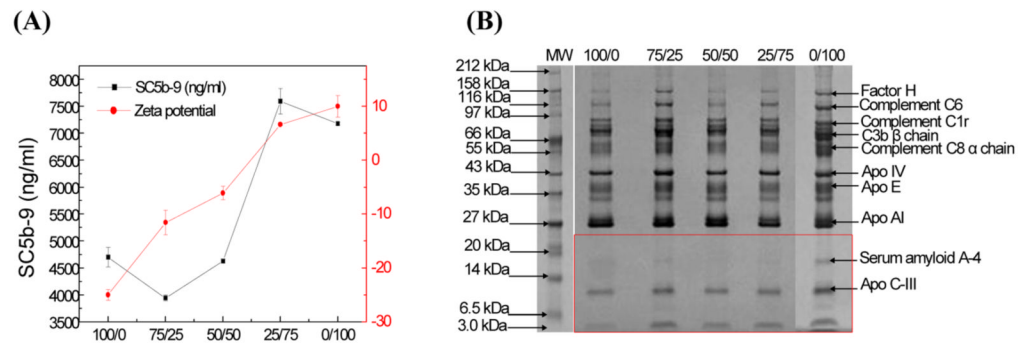 (A)
SC5b-9 (ng/ml)
8000
7500
7000
6500
6000
5500
5000
4500
4000
3500
SC5b-9 (ng/ml)
Zeta potential
10
0
-10
-20
-30
100/0 75/25 50/50 25/75 0/100
(B)
MW 100/0 75/25 50/50 25/75 0/100
212 kDa
158 kDa
116 kDa
97 kDa
66 kDa
55 kDa
43 kDa
35 kDa
27 kDa
20 kDa
14 kDa
6.5 kDa
3.0 kDa
Factor H
Complement C6
Complement C1r
C3b β chain
Complement C8 α chain
Apo IV
Apo E
Apo AI
Serum amyloid A-4
Apo C-III